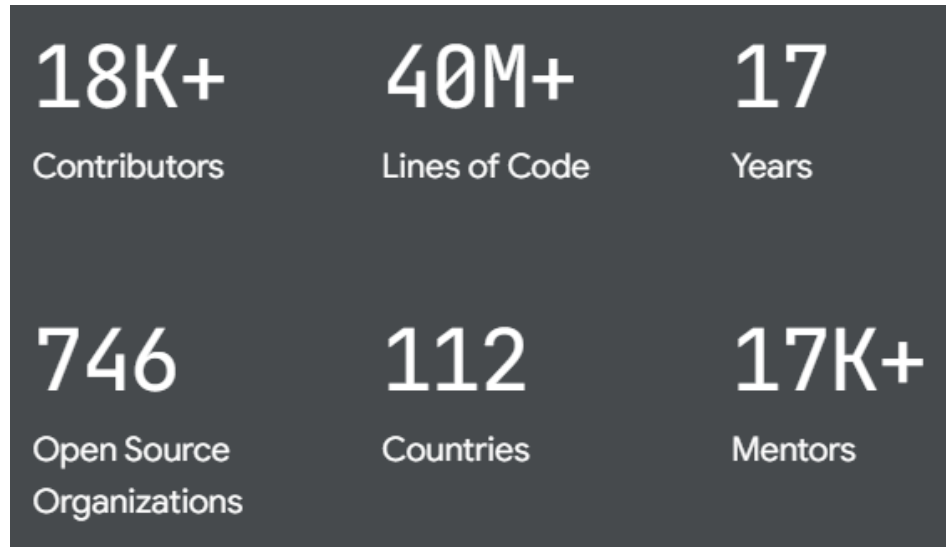 18K+
Contributors
40M+
Lines of Code
17
Years
746
Open Source
Organizations
112
Countries
17K+
Mentors